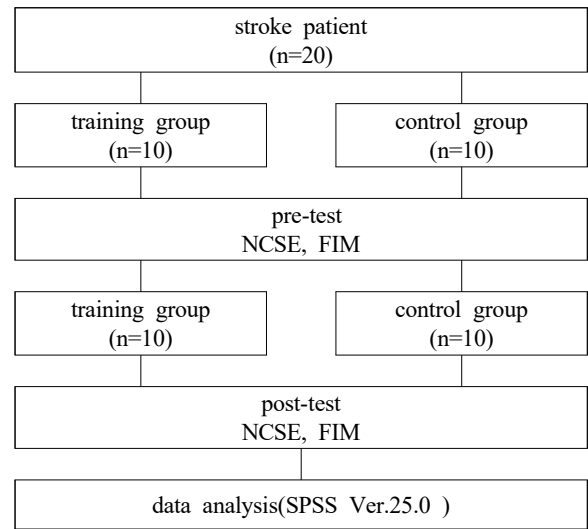 stroke patient
(n=20)
training group
(n=10)
control group
(n=10)
pre-test
NCSE, FIM
training group
(n=10)
control group
(n=10)
post-test
NCSE, FIM
data analysis(SPSS Ver.25.0 )